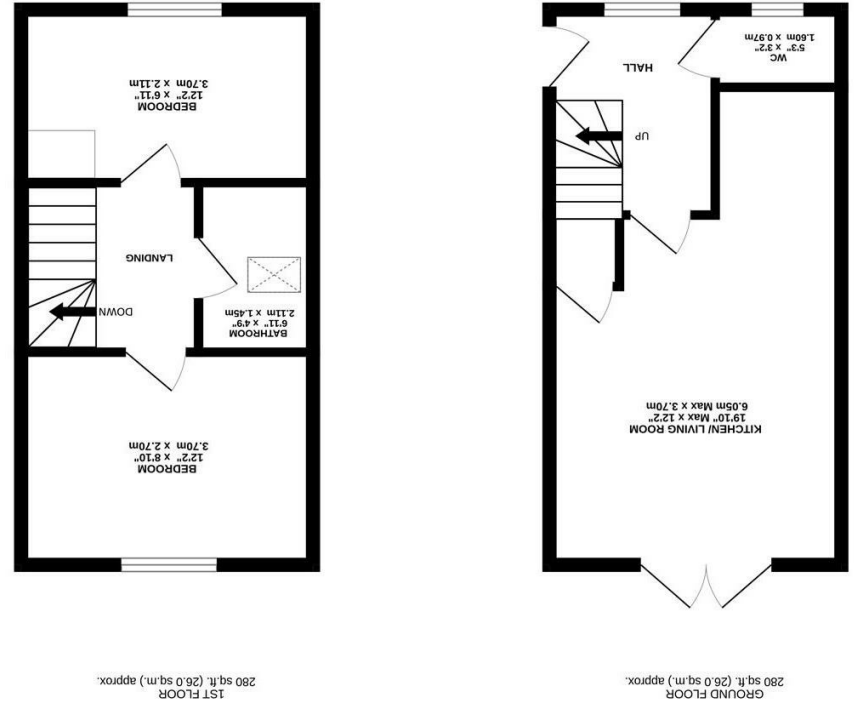 GROUND FLOOR
280 sq.ft. (26.0 sq.m.) approx.
KITCHEN/ LIVING ROOM
19'10" Max x 12'2"
6.05m Max x 3.70m
UP
HALL
WC
5'3" x 3'2"
1.60m x 0.97m
1ST FLOOR
280 sq.ft. (26.0 sq.m.) approx.
BEDROOM
12'2" x 8'10"
3.70m x 2.70m
BATHROOM
6'11" x 4'9"
2.11m x 1.45m
DOWN
LANDING
BEDROOM
12'2" x 6'11"
3.70m x 2.11m